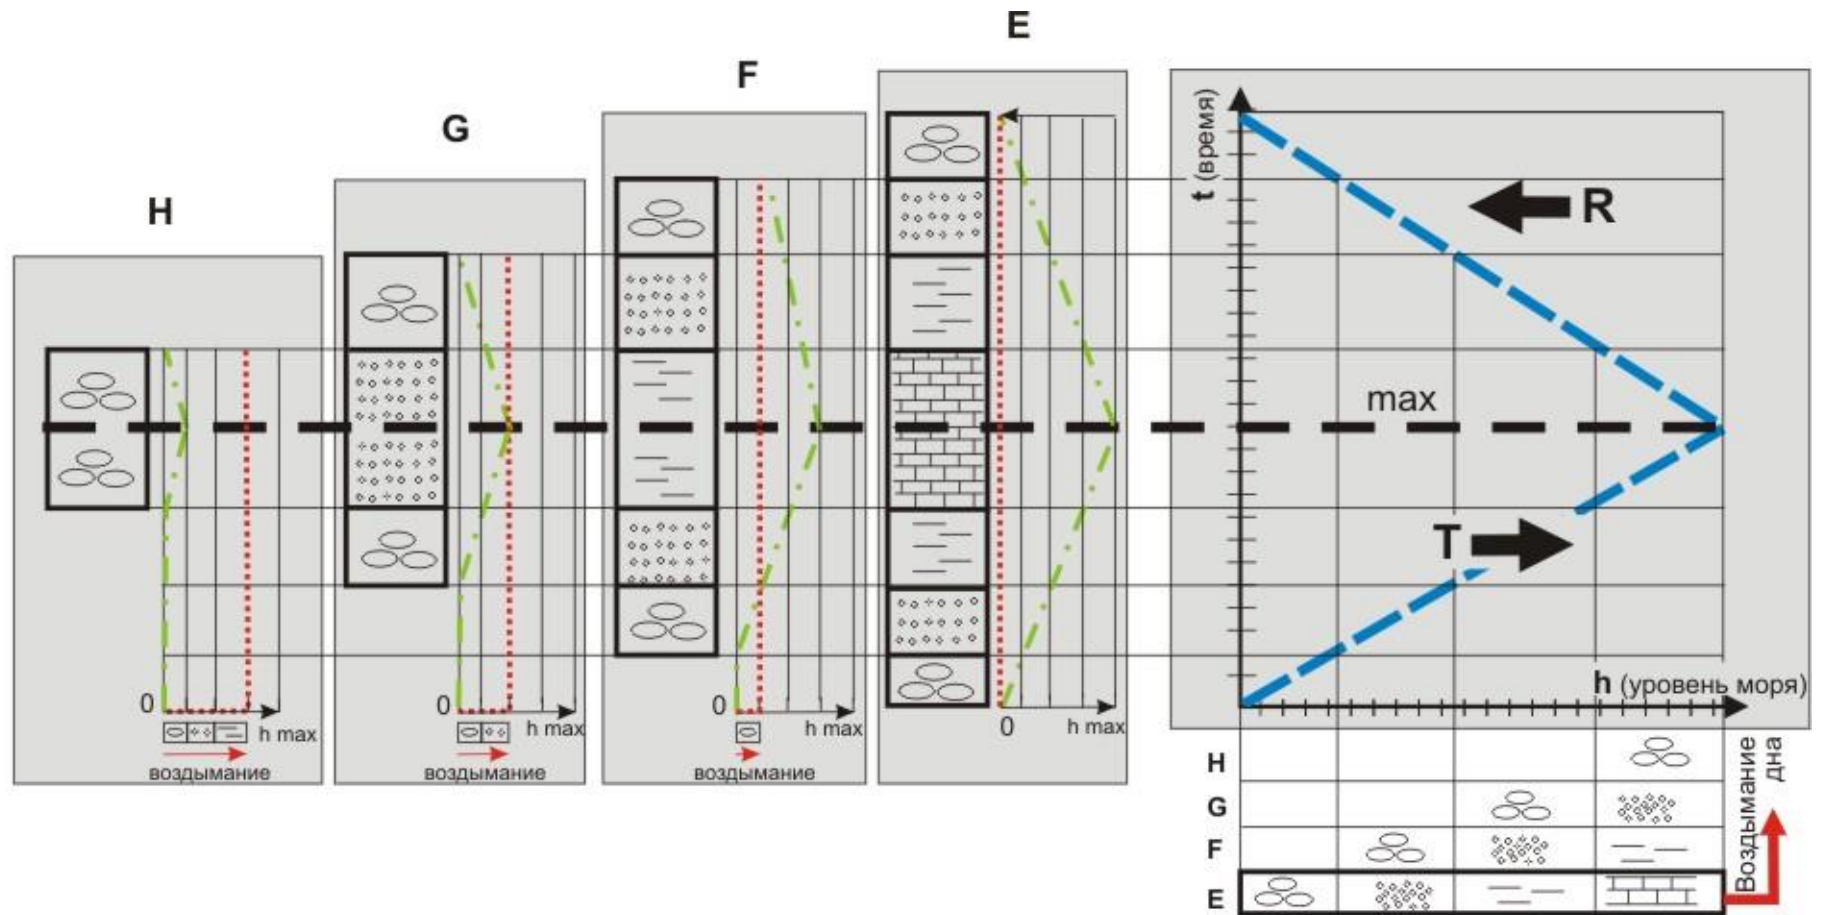 E
F
G
H
t (время)
R
max
T
h (уровень моря)
0
h max
воздымание
0
h max
воздымание
0
h max
воздымание
0
h max
H
G
F
E
Воздымание
дна